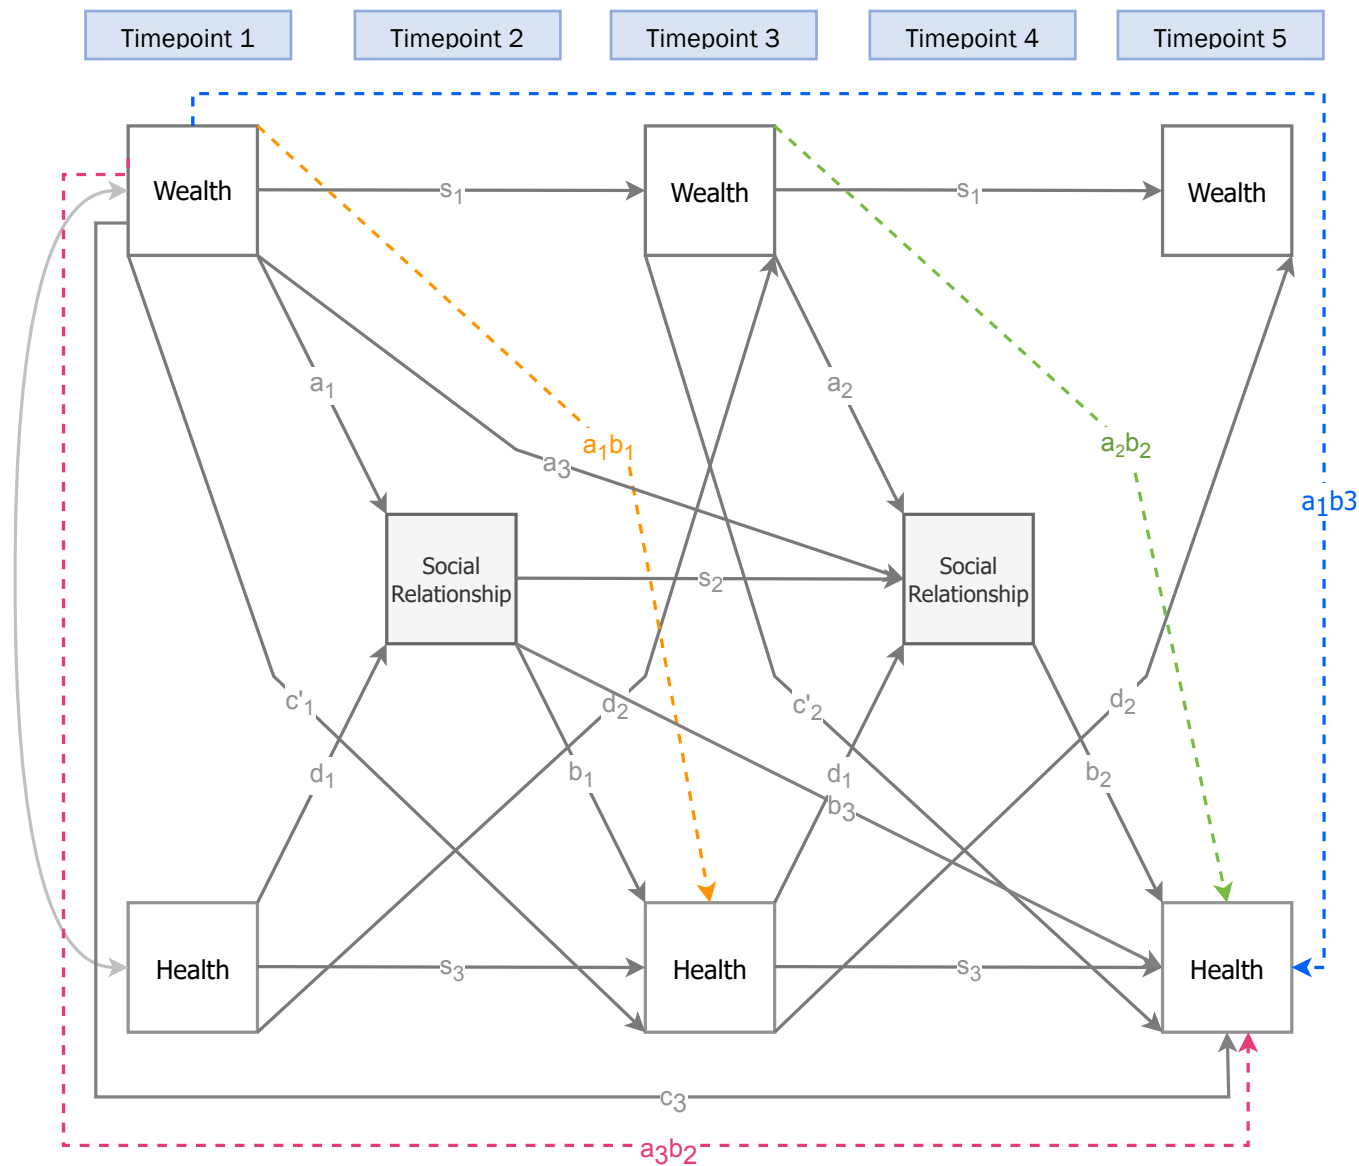 Timepoint 1
Timepoint 2
Timepoint 3
Timepoint 4
Timepoint 5
Wealth
s1
Wealth
s1
Wealth
a1
a2
a1b1
a2b2
a3
a1b3
Social
Relationship
s2
Social
Relationship
c'1
d2
c'2
d2
d1
b1
d1
b2
b3
Health
s3
Health
s3
Health
c3
a3b2